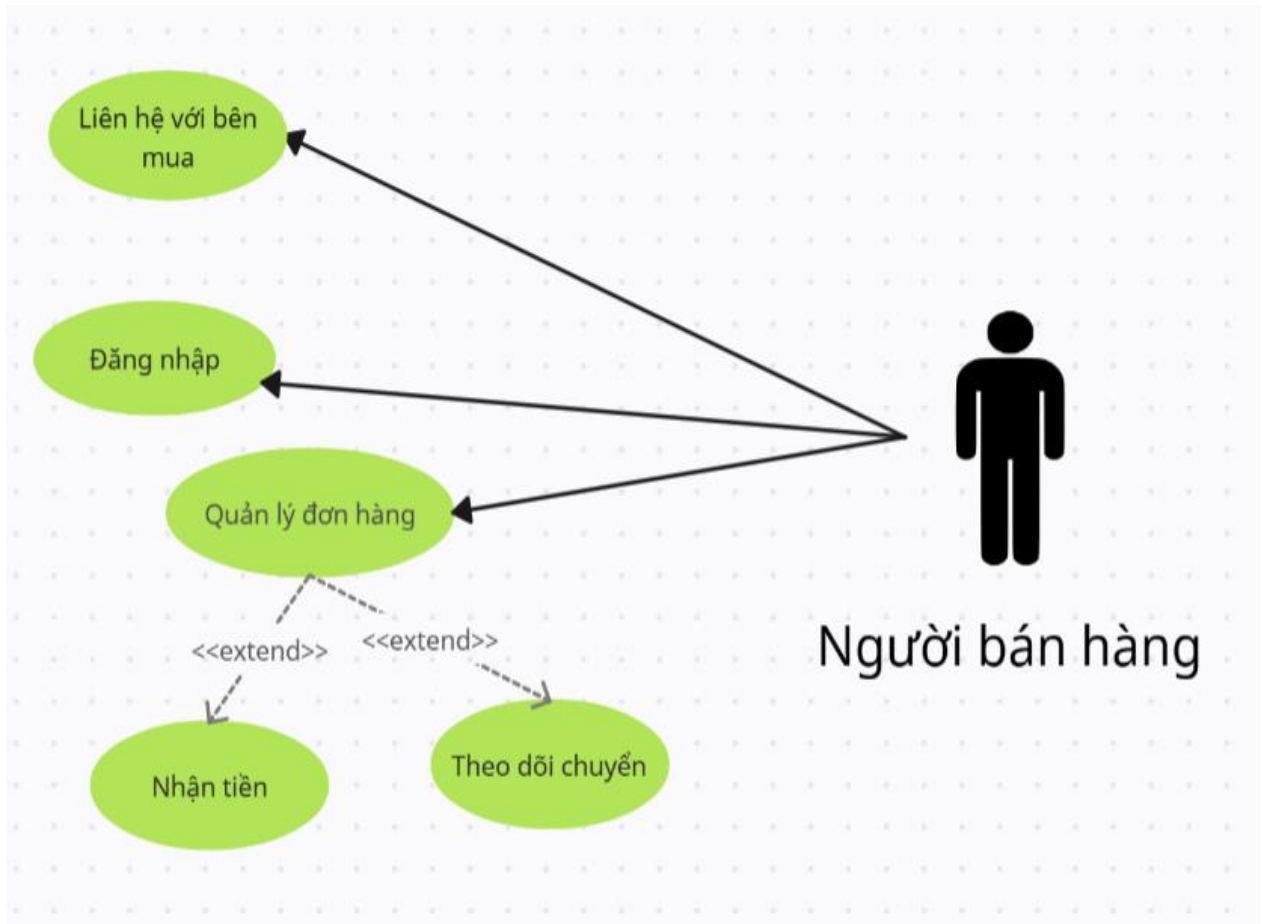 Liên hệ với bên
mua
Đăng nhập
Quản lý đơn hàng
<<extend>>
<<extend>>
Người bán hàng
Nhận tiền
Theo dõi chuyển